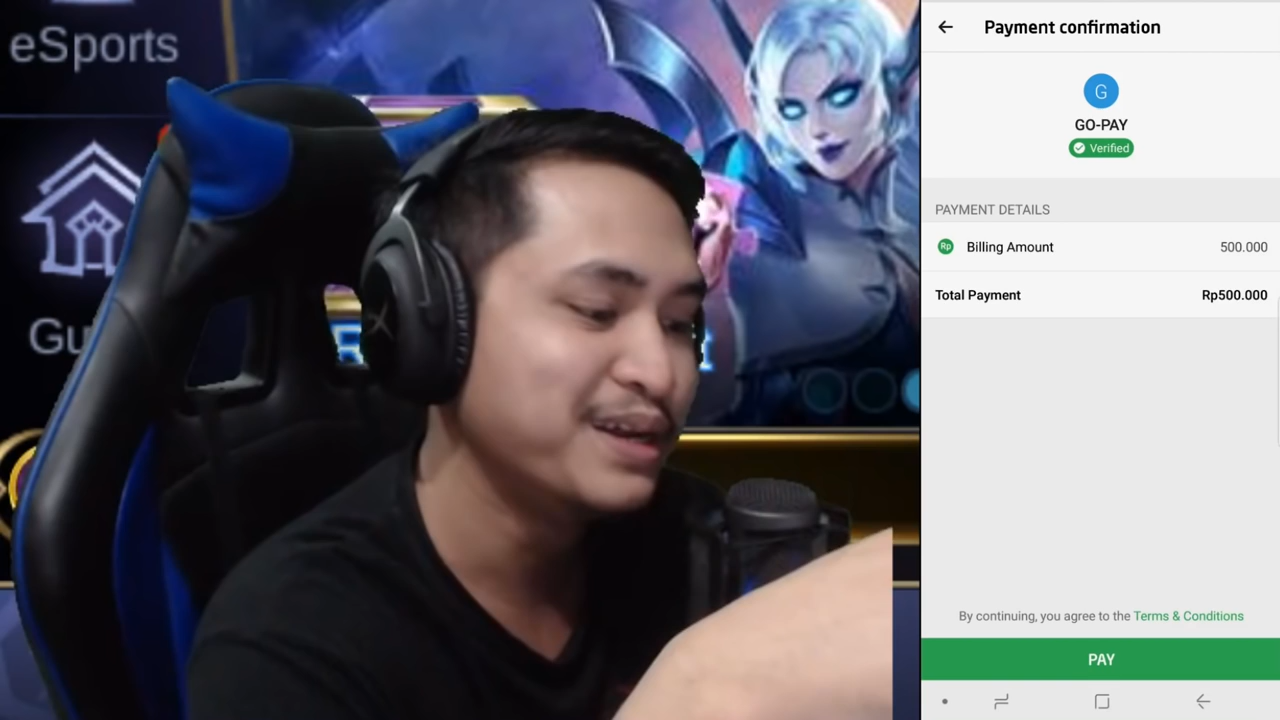 eSports
Gu
Payment confirmation
G
GO-PAY
Verified
PAYMENT DETAILS
Rp Billing Amount 500.000
Total Payment Rp500.000
By continuing, you agree to the Terms & Conditions
PAY